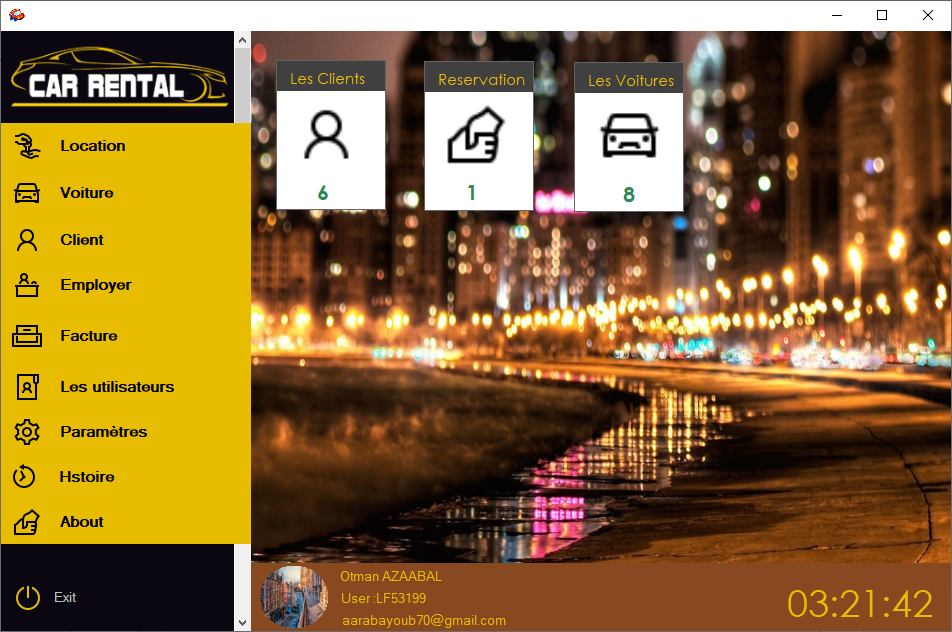 CAR RENTAL
Location
Voiture
Client
Employer
Facture
Les utilisateurs
Paramètres
Hstoire
About
Exit
Les Clients
6
Reservation
1
Les Voitures
8
Otman AZAABAL
User :LF53199
aarabayoub70@gmail.com
03:21:42